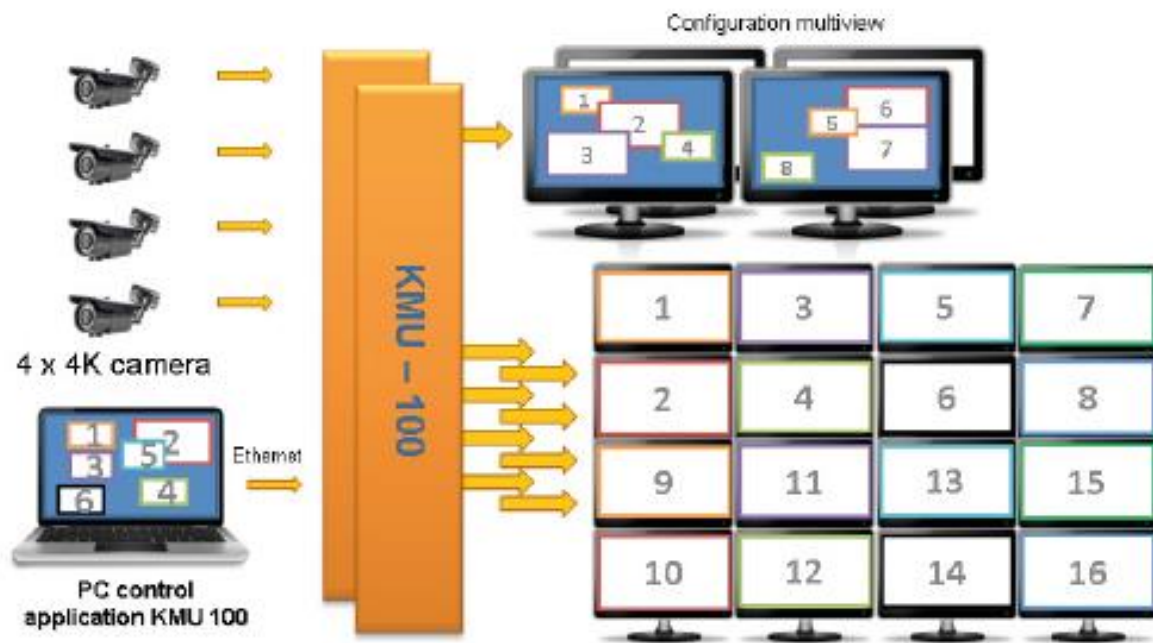 Configuration multiview
1
2
3
4
5
6
7
8
4 x 4K camera
KMU – 100
1
2
3
5
4
6
Ethernet
PC control
application KMU 100
1 3 5 7
2 4 6 8
9 11 13 15
10 12 14 16